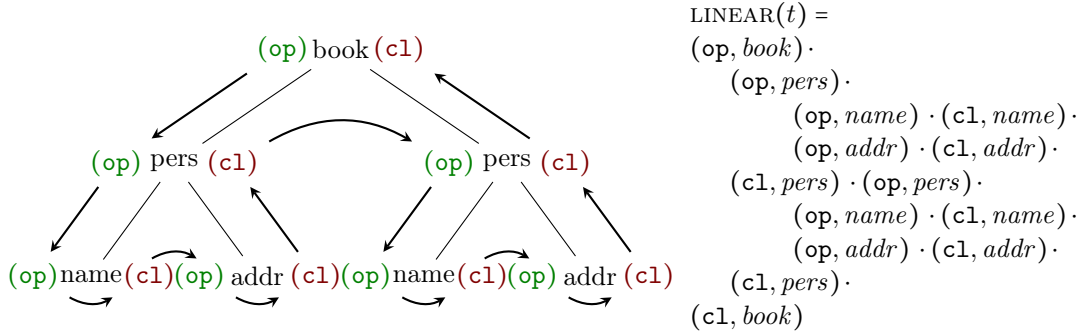 (op) book (cl)
(op) pers (cl) (op) pers (cl)
(op) name (cl) (op) addr (cl) (op) name (cl) (op) addr (cl)
LINEAR(t) =
(op, book) ·
(op, pers) ·
(op, name) · (cl, name) ·
(op, addr) · (cl, addr) ·
(cl, pers) · (op, pers) ·
(op, name) · (cl, name) ·
(op, addr) · (cl, addr) ·
(cl, pers) ·
(cl, book)